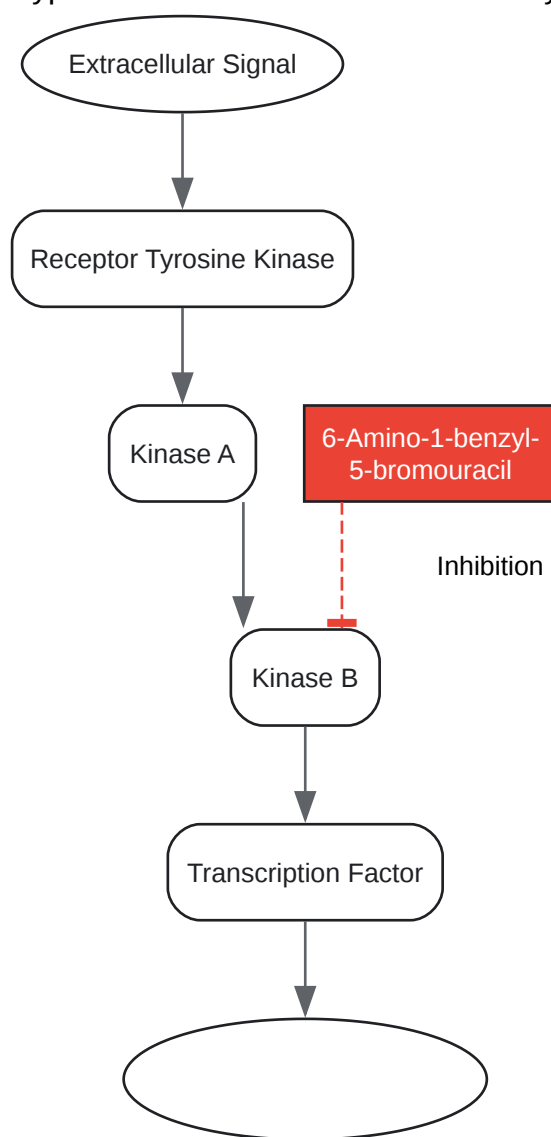 Extracellular Signal
Receptor Tyrosine Kinase
Kinase A
6-Amino-1-benzyl-
5-bromouracil
Inhibition
Kinase B
Transcription Factor